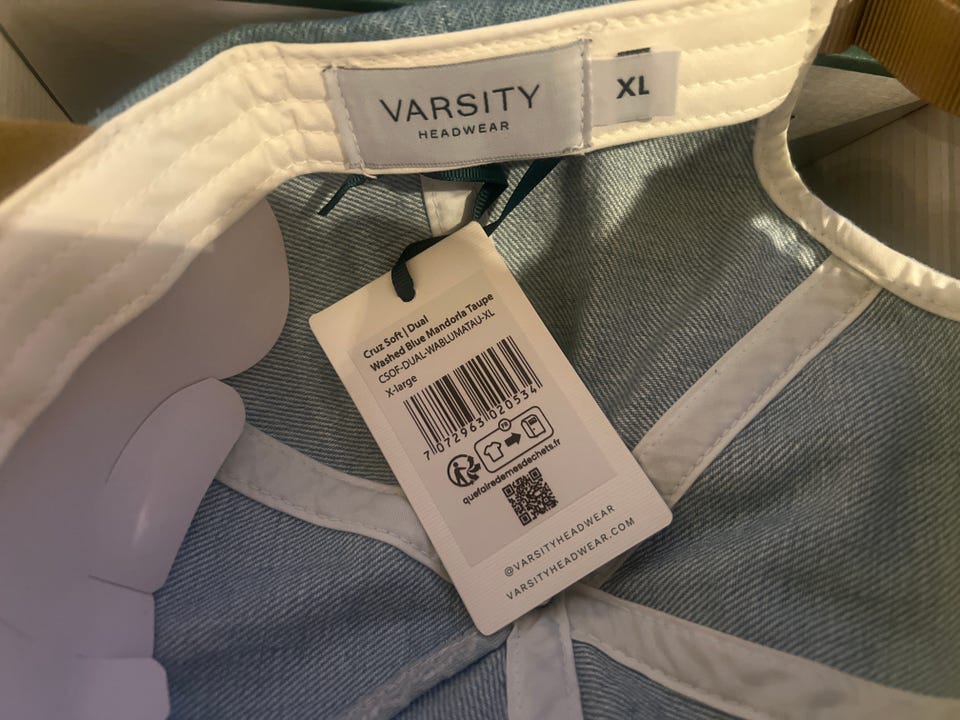 VARSITY
HEADWEAR
XL
Cruz Soft | Dual
Washed Blue Mandorla Taupe
CSOF-DUAL-WABLUMATAU-XL
X-large
7 072963 020534
FR
quefairedemesdechets.fr
@VARSITYHEADWEAR
VARSITYHEADWEAR.COM